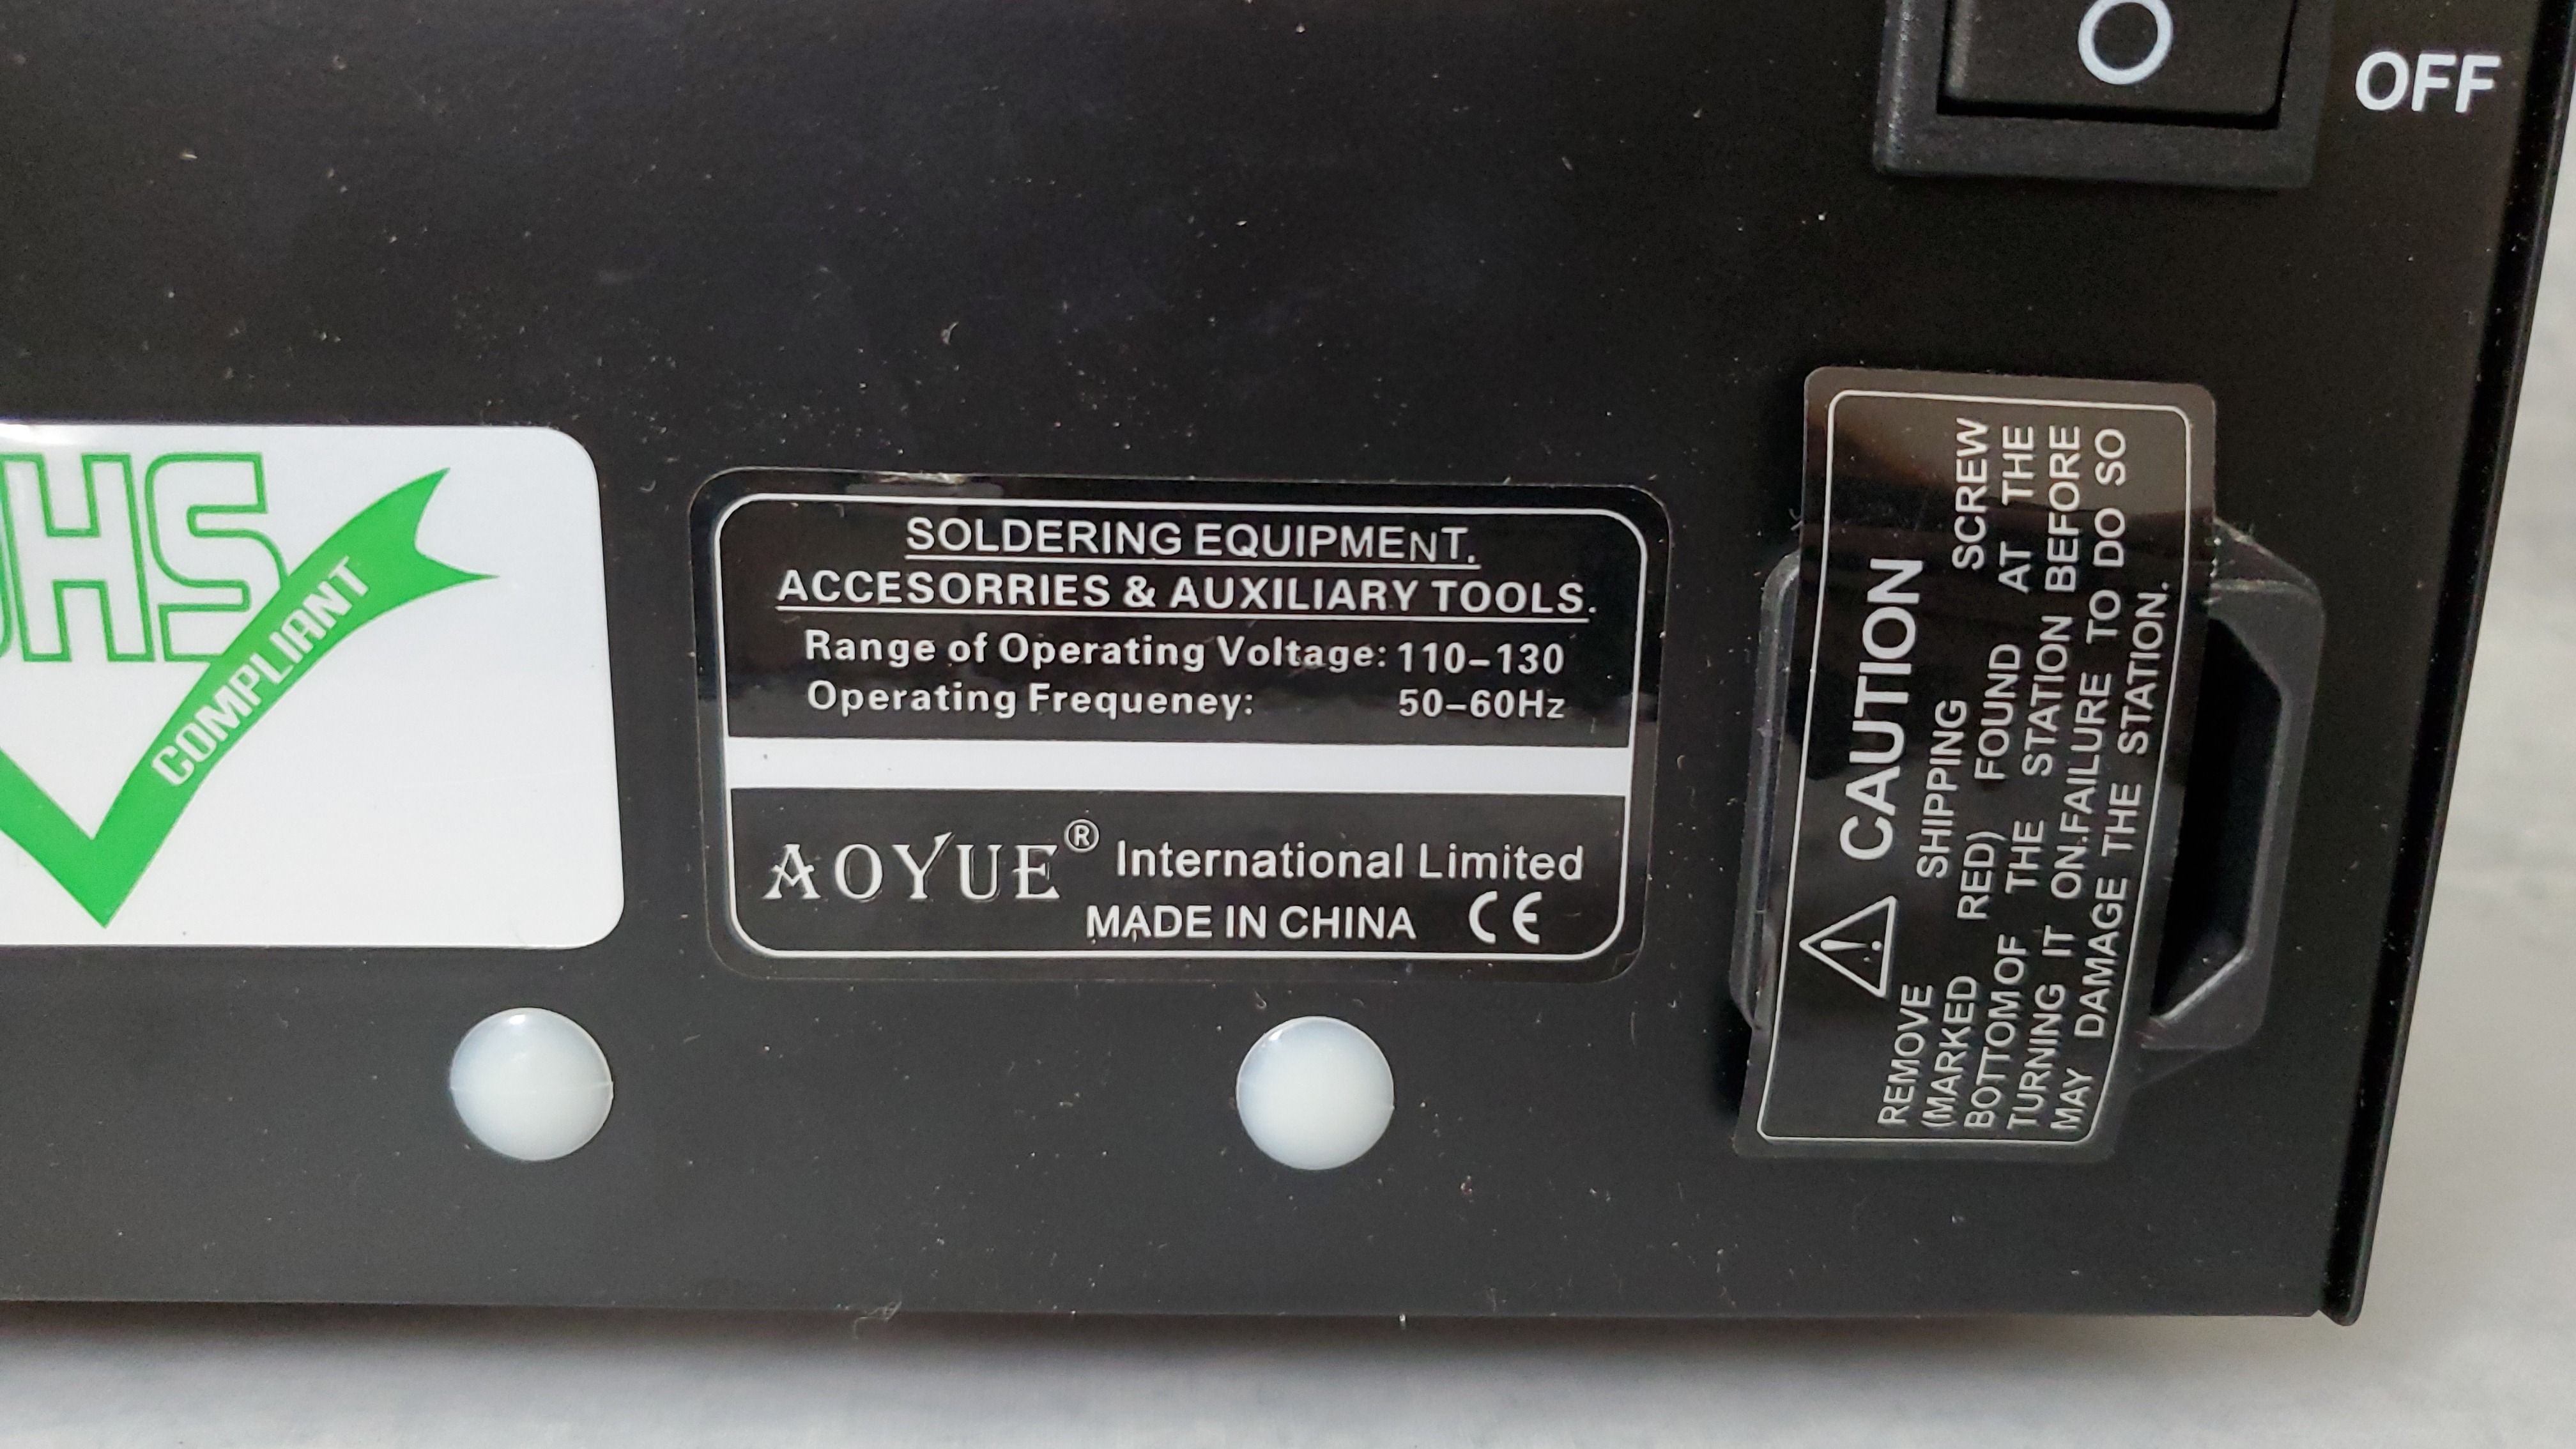 OFF
HS
COMPLIANT
SOLDERING EQUIPMENT.
ACCESORRIES & AUXILIARY TOOLS.
Range of Operating Voltage: 110-130
Operating Frequeney: 50-60Hz
AOYUE® International Limited
MADE IN CHINA CE
CAUTION
REMOVE SHIPPING SCREW
(MARKED RED) FOUND AT THE
BOTTOM OF THE STATION BEFORE
TURNING IT ON.FAILURE TO DO SO
MAY DAMAGE THE STATION.